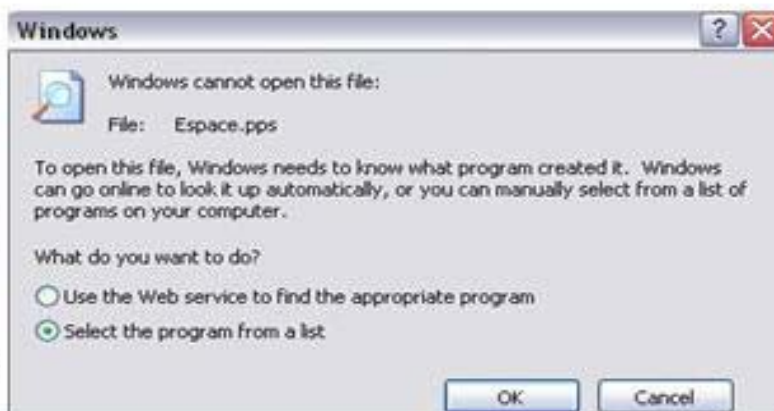 Windows
?
Windows cannot open this file:
File: Espace.pps
To open this file, Windows needs to know what program created it. Windows
can go online to look it up automatically, or you can manually select from a list of
programs on your computer.
What do you want to do?
Use the Web service to find the appropriate program
Select the program from a list
OK Cancel